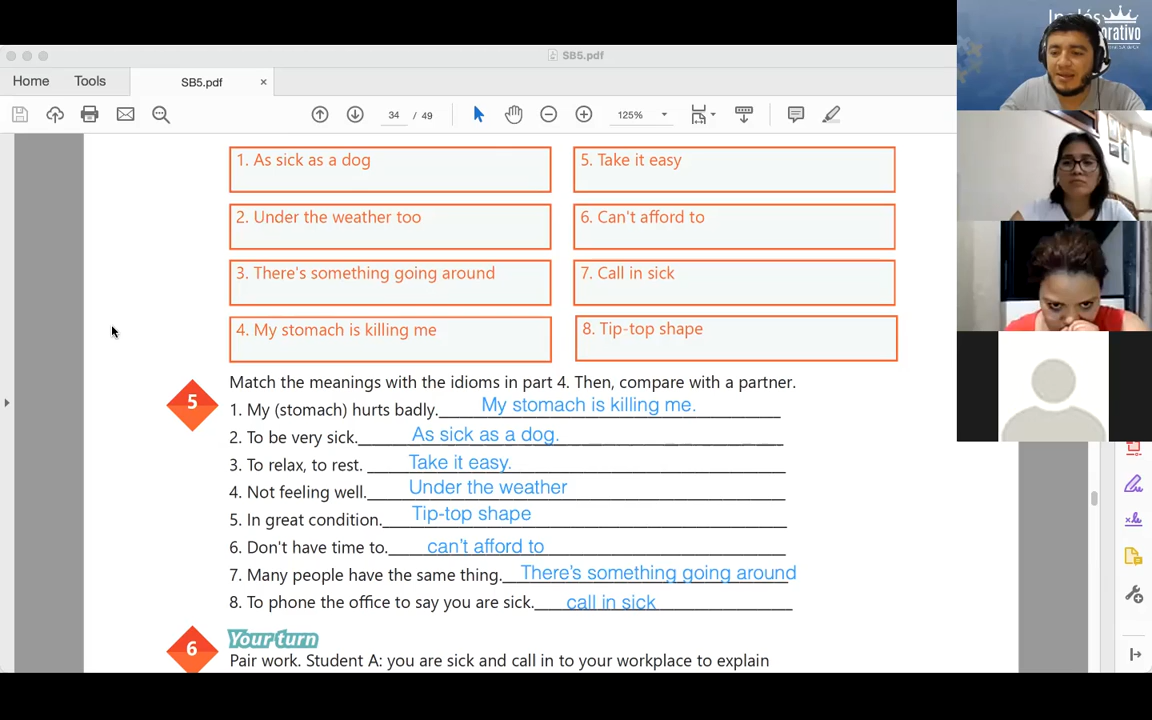 SB5.pdf
Home
Tools
SB5.pdf
34 / 49
125%
Inglés
orativo
1. As sick as a dog
5. Take it easy
2. Under the weather too
6. Can't afford to
3. There's something going around
7. Call in sick
4. My stomach is killing me
8. Tip-top shape
5
Match the meanings with the idioms in part 4. Then, compare with a partner.
1. My (stomach) hurts badly. My stomach is killing me.
2. To be very sick. As sick as a dog.
3. To relax, to rest. Take it easy.
4. Not feeling well. Under the weather
5. In great condition. Tip-top shape
6. Don't have time to. can't afford to
7. Many people have the same thing. There's something going around
8. To phone the office to say you are sick. call in sick
6
Your turn
Pair work. Student A: you are sick and call in to your workplace to explain